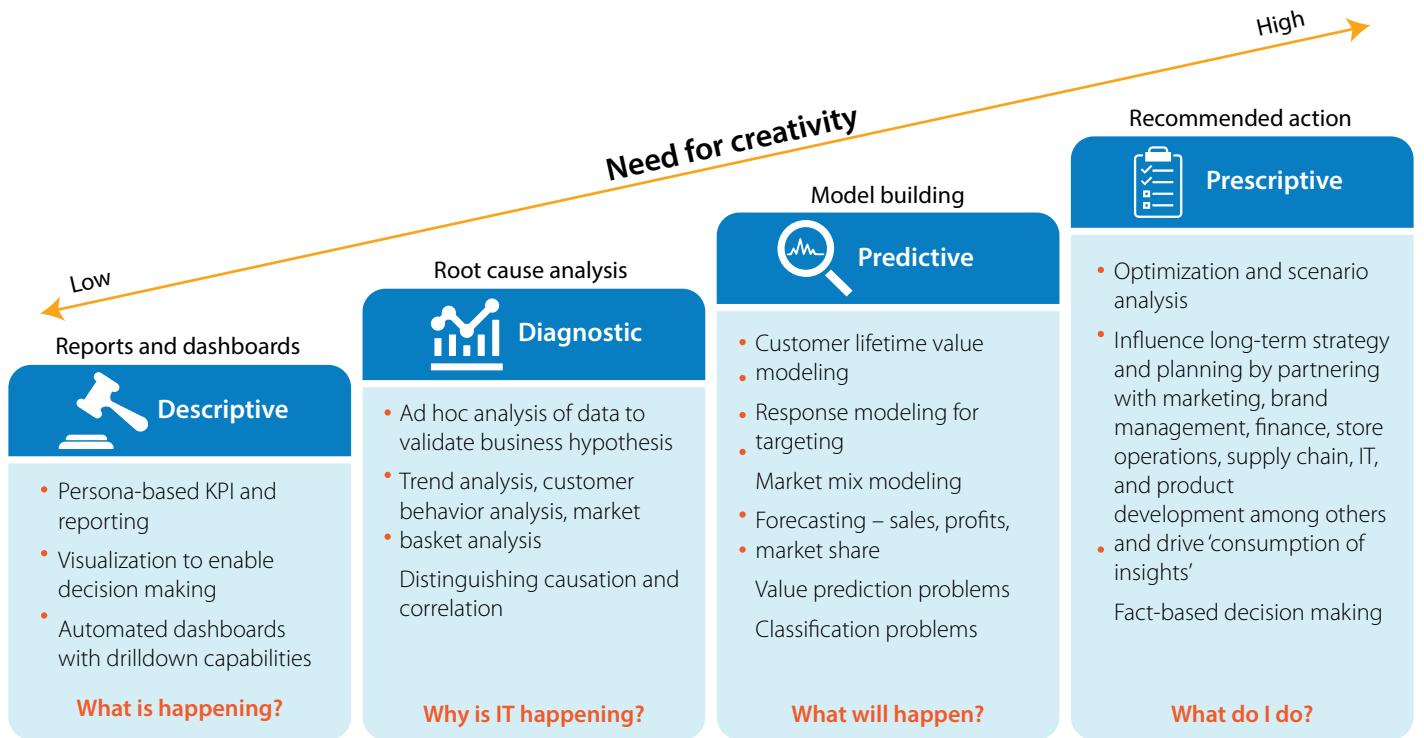 High
Need for creativity
Low
Reports and dashboards
Descriptive
• Persona-based KPI and
reporting
• Visualization to enable
decision making
• Automated dashboards
with drilldown capabilities
What is happening?
Root cause analysis
Diagnostic
• Ad hoc analysis of data to
validate business hypothesis
• Trend analysis, customer
behavior analysis, market
• basket analysis
Distinguishing causation and
correlation
Why is IT happening?
Model building
Predictive
• Customer lifetime value
• modeling
• Response modeling for
• targeting
Market mix modeling
• Forecasting – sales, profits,
• market share
Value prediction problems
Classification problems
What will happen?
Recommended action
Prescriptive
• Optimization and scenario
analysis
• Influence long-term strategy
and planning by partnering
with marketing, brand
management, finance, store
operations, supply chain, IT,
and product
development among others
• and drive ‘consumption of
insights’
Fact-based decision making
What do I do?